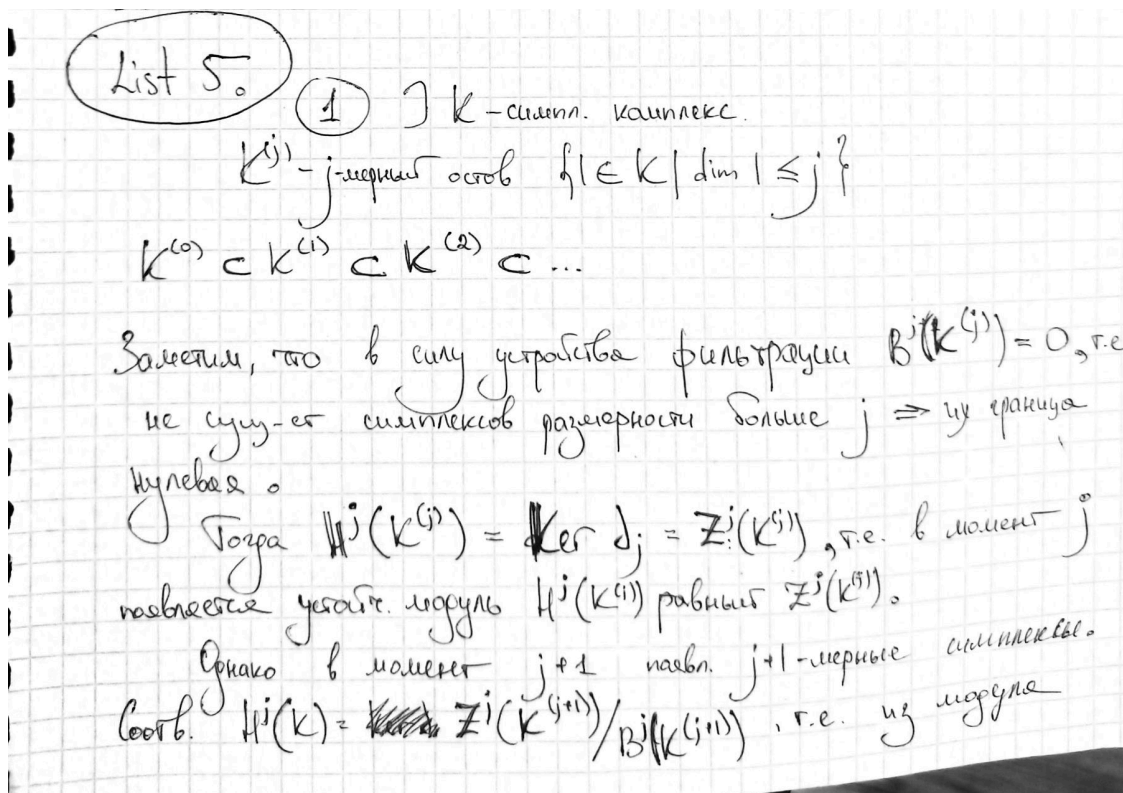 List 5.
1 ] K – симпл. комплекс.
K^(j) – j-мерный остов {I ∈ K | dim I ≤ j}
K^(0) ⊂ K^(1) ⊂ K^(2) ⊂ ...
Заметим, что в силу устройства фильтрации B^j(K^(j)) = 0, т.е
не сущ-ет симплексов размерности больше j ⇒ их граница
нулевая.
Тогда H^j(K^(j)) = Ker ∂_j = Z^j(K^(j)), т.е. в момент j
появляется устойч. модуль H^j(K^(j)) равный Z^j(K^(j)).
Однако в момент j+1 появл. j+1-мерные симплексы.
Соотв. H^j(K) = Z^j(K^(j+1))/B^j(K^(j+1)), т.е. из модуля